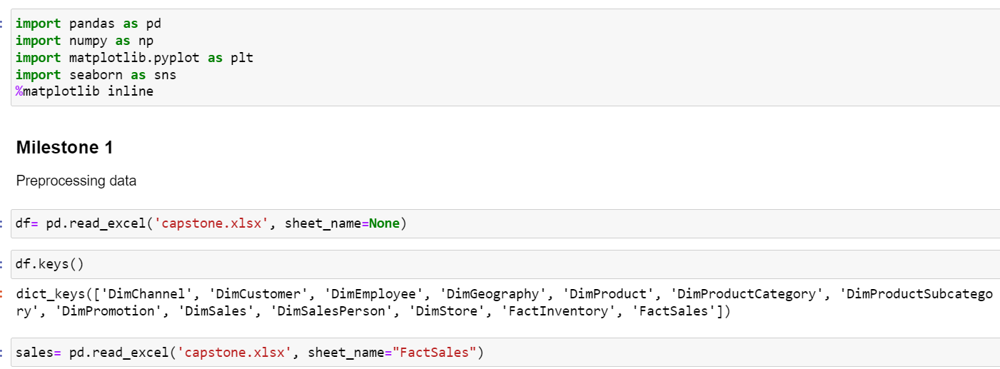 import pandas as pd
import numpy as np
import matplotlib.pyplot as plt
import seaborn as sns
%matplotlib inline
Milestone 1
Preprocessing data
df= pd.read_excel('capstone.xlsx', sheet_name=None)
df.keys()
dict_keys(['DimChannel', 'DimCustomer', 'DimEmployee', 'DimGeography', 'DimProduct', 'DimProductCategory', 'DimProductSubcatego
ry', 'DimPromotion', 'DimSales', 'DimSalesPerson', 'DimStore', 'FactInventory', 'FactSales'])
sales= pd.read_excel('capstone.xlsx', sheet_name="FactSales")